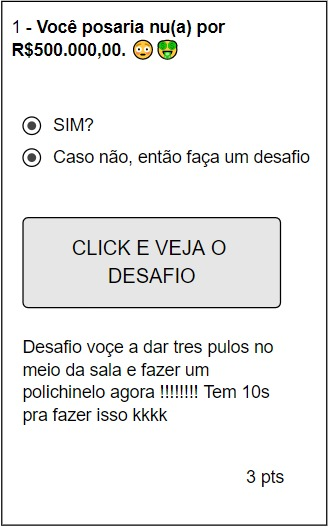 1 - Você posaria nu(a) por
R$500.000,00. 😳🤑
SIM?
Caso não, então faça um desafio
CLICK E VEJA O
DESAFIO
Desafio voçe a dar tres pulos no
meio da sala e fazer um
polichinelo agora !!!!!!!! Tem 10s
pra fazer isso kkkk
3 pts